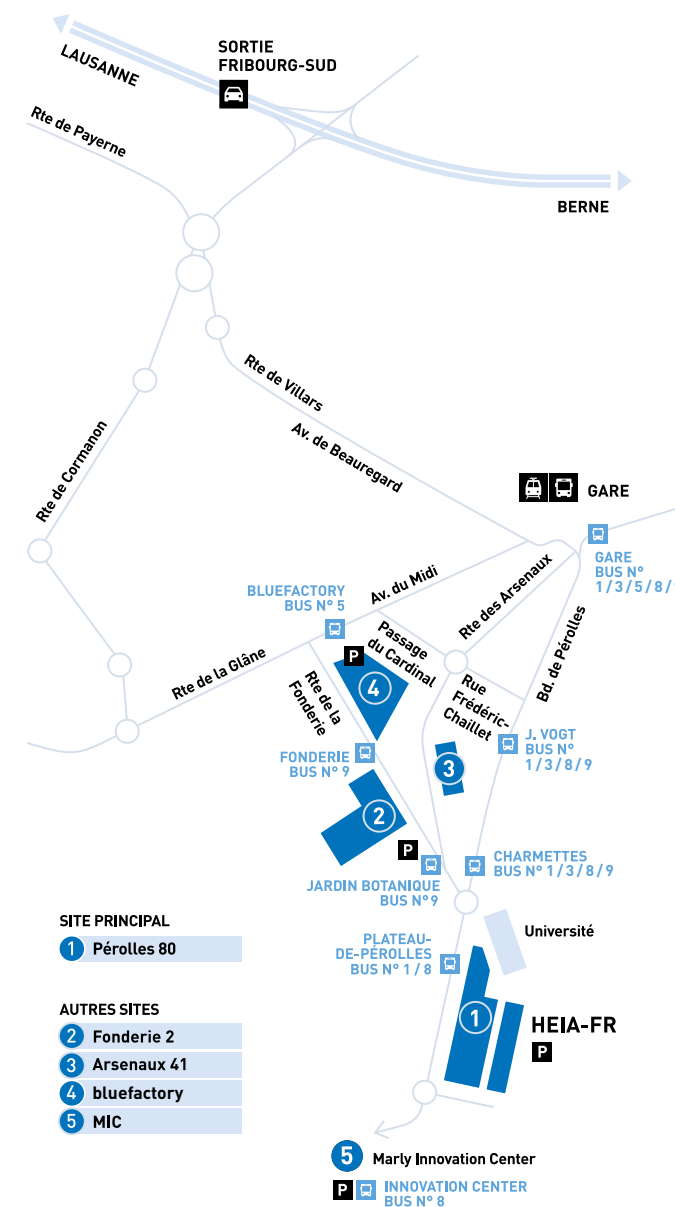 LAUSANNE
SORTIE
FRIBOURG-SUD
Rte de Payerne
BERNE
Rte de Villars
Av. de Beauregard
Rte de Cormanon
GARE
GARE
BUS N°
1/3/5/8/9
Av. du Midi
Rte des Arsenaux
BLUEFACTORY
BUS N° 5
Passage
du Cardinal
Bd. de Pérolles
Rte de la Glâne
P
4
Rte de la
Fonderie
Rue
Frédéric-
Chaillet
J. VOGT
BUS N°
1/3/8/9
FONDERIE
BUS N° 9
3
2
P
CHARMETTES
BUS N° 1/3/8/9
JARDIN BOTANIQUE
BUS N°9
SITE PRINCIPAL
1 Pérolles 80
PLATEAU-
DE-PÉROLLES
BUS N° 1/8
Université
1
HEIA-FR
P
AUTRES SITES
2 Fonderie 2
3 Arsenaux 41
4 bluefactory
5 MIC
5 Marly Innovation Center
P INNOVATION CENTER
BUS N° 8